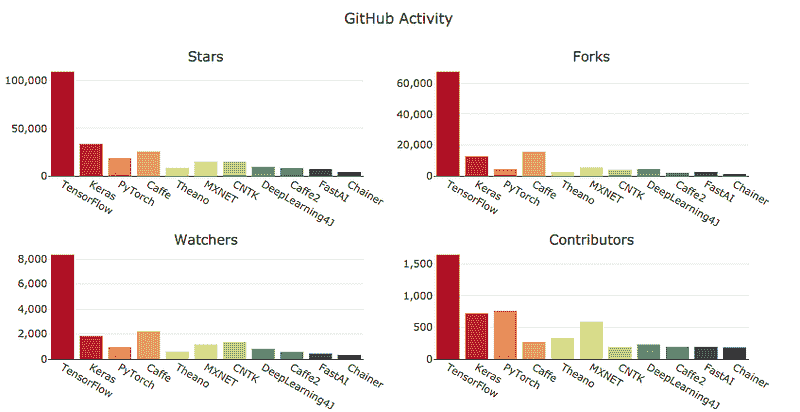 GitHub Activity
Stars
100,000
50,000
0
TensorFlow
Keras
PyTorch
Caffe
Theano
MXNET
CNTK
DeepLearning4J
Caffe2
FastAI
Chainer
Forks
60,000
40,000
20,000
0
TensorFlow
Keras
PyTorch
Caffe
Theano
MXNET
CNTK
DeepLearning4J
Caffe2
FastAI
Chainer
Watchers
8,000
6,000
4,000
2,000
0
TensorFlow
Keras
PyTorch
Caffe
Theano
MXNET
CNTK
DeepLearning4J
Caffe2
FastAI
Chainer
Contributors
1,500
1,000
500
0
TensorFlow
Keras
PyTorch
Caffe
Theano
MXNET
CNTK
DeepLearning4J
Caffe2
FastAI
Chainer